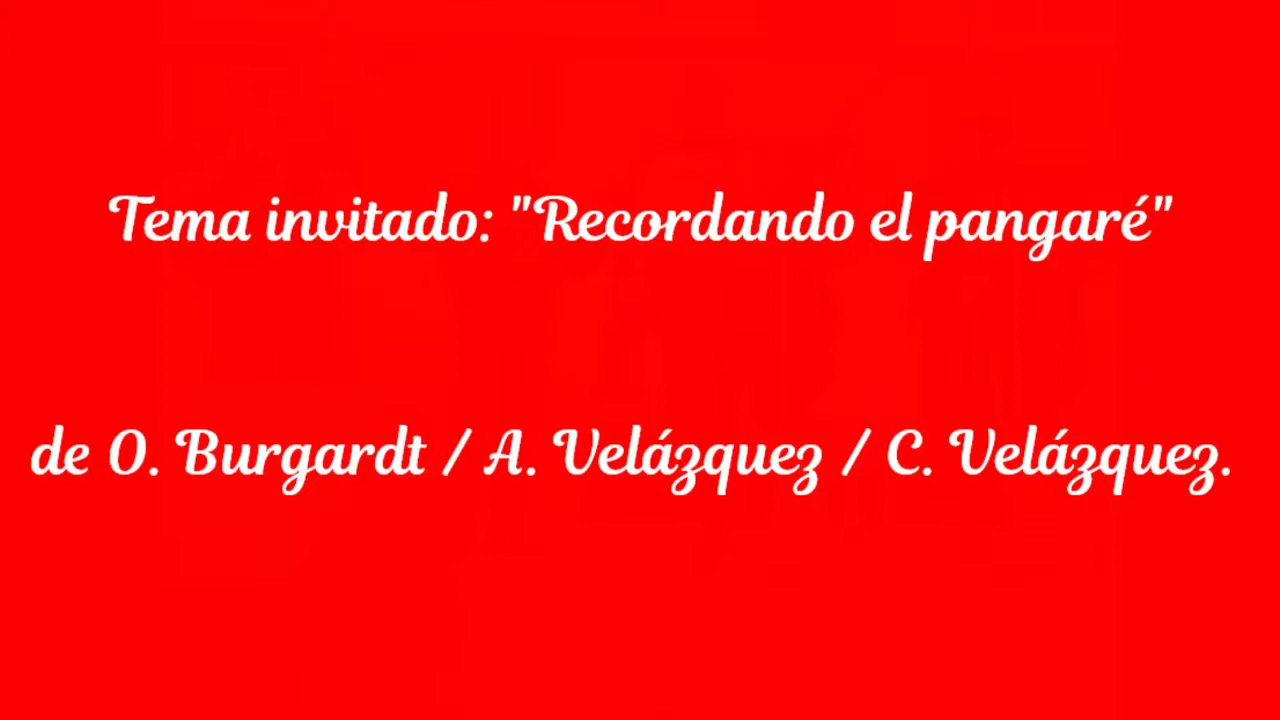 Tema invitado: "Recordando el pangaré"
de O. Burgardt / A. Velázquez / C. Velázquez.